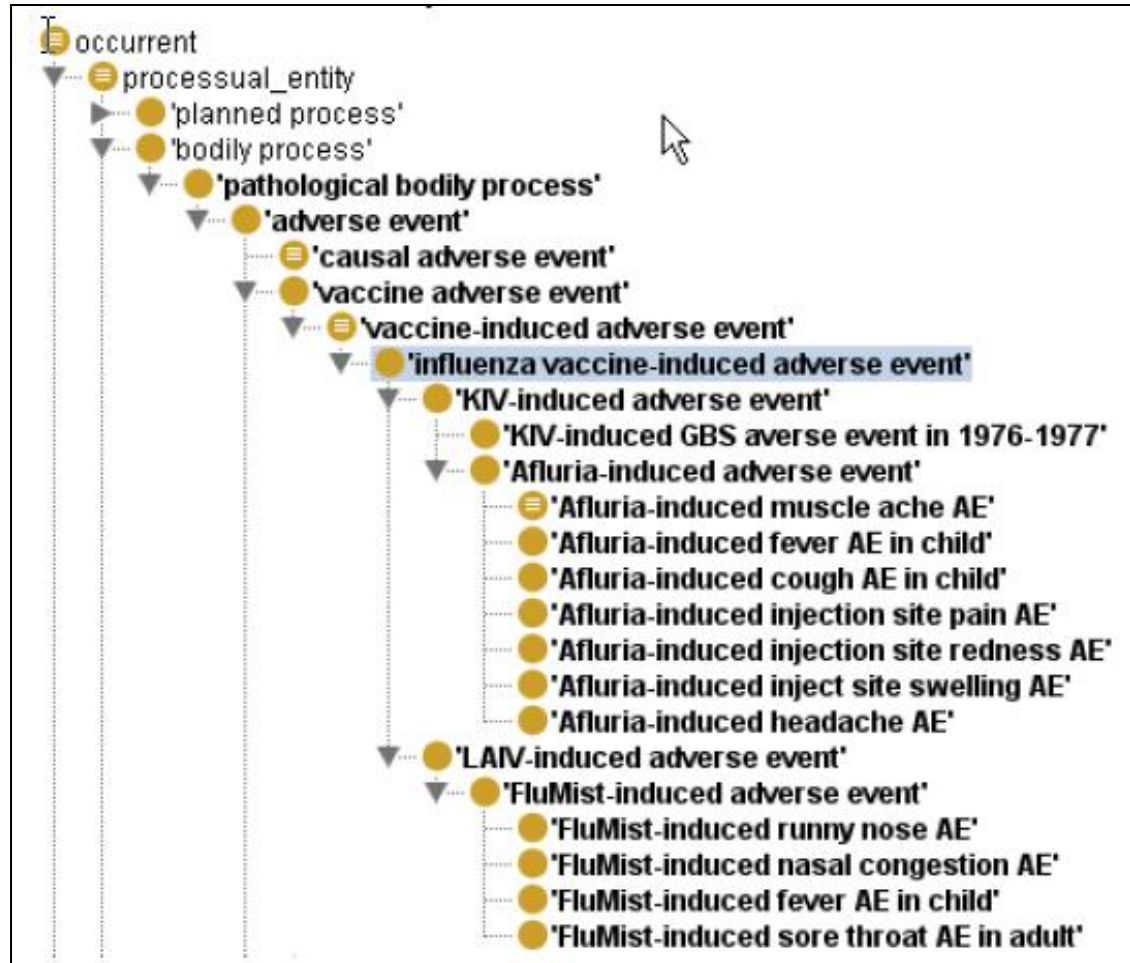 occurrent
processual_entity
'planned process'
'bodily process'
'pathological bodily process'
'adverse event'
'causal adverse event'
'vaccine adverse event'
'vaccine-induced adverse event'
'influenza vaccine-induced adverse event'
'KIV-induced adverse event'
'KIV-induced GBS averse event in 1976-1977'
'Afluria-induced adverse event'
'Afluria-induced muscle ache AE'
'Afluria-induced fever AE in child'
'Afluria-induced cough AE in child'
'Afluria-induced injection site pain AE'
'Afluria-induced injection site redness AE'
'Afluria-induced inject site swelling AE'
'Afluria-induced headache AE'
'LAIV-induced adverse event'
'FluMist-induced adverse event'
'FluMist-induced runny nose AE'
'FluMist-induced nasal congestion AE'
'FluMist-induced fever AE in child'
'FluMist-induced sore throat AE in adult'